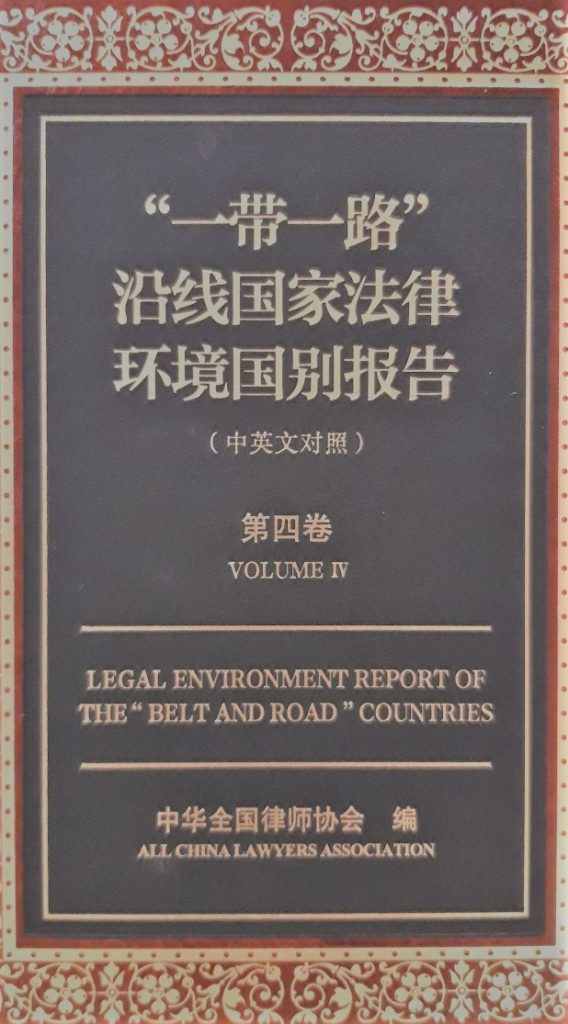 “一带一路”
沿线国家法律
环境国别报告
（中英文对照）
第四卷
VOLUME Ⅳ
LEGAL ENVIRONMENT REPORT OF
THE “ BELT AND ROAD ” COUNTRIES
中华全国律师协会 编
ALL CHINA LAWYERS ASSOCIATION